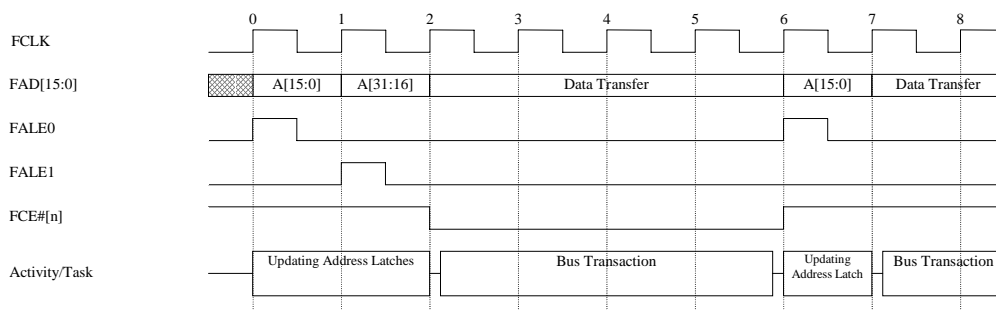 0 1 2 3 4 5 6 7 8
FCLK
FAD[15:0] A[15:0] A[31:16] Data Transfer A[15:0] Data Transfer
FALE0
FALE1
FCE#[n]
Activity/Task Updating Address Latches Bus Transaction Updating Address Latch Bus Transaction